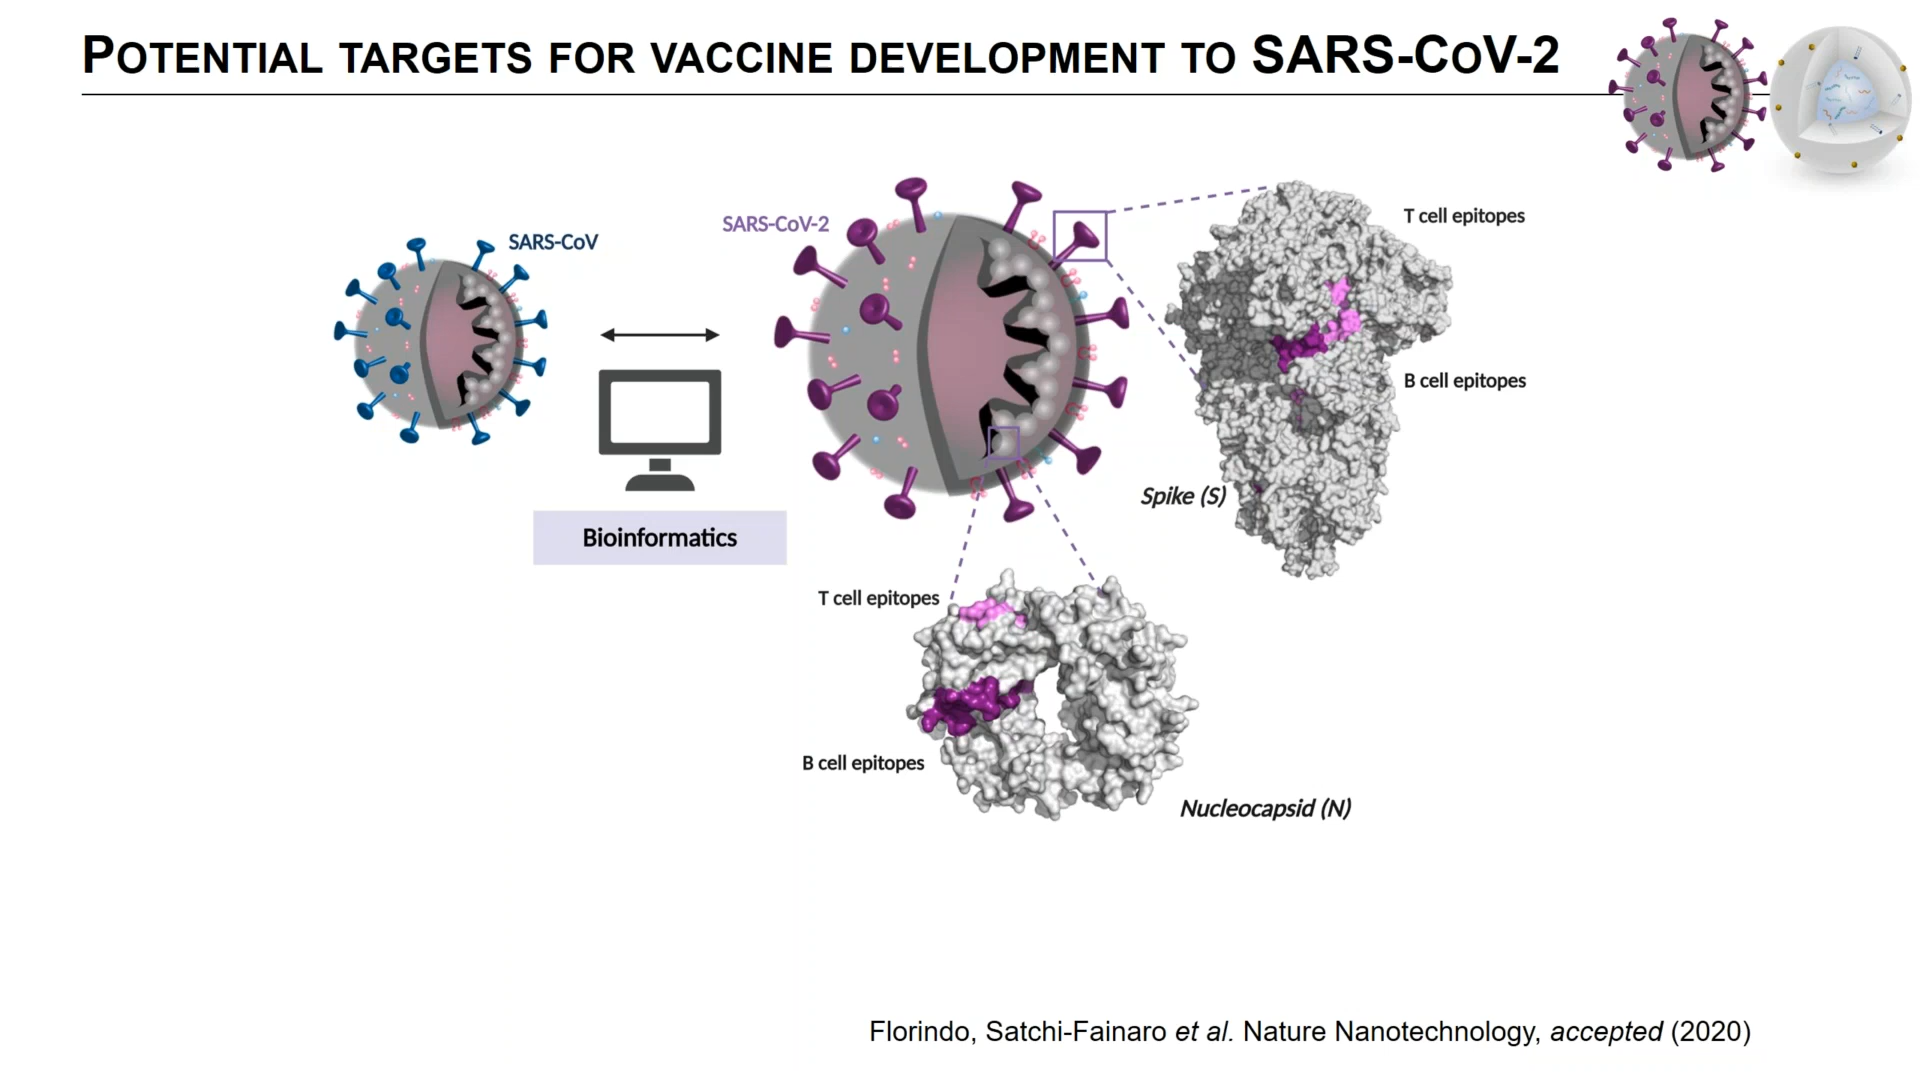 POTENTIAL TARGETS FOR VACCINE DEVELOPMENT TO SARS-COV-2
SARS-CoV
SARS-CoV-2
T cell epitopes
B cell epitopes
Spike (S)
Bioinformatics
T cell epitopes
B cell epitopes
Nucleocapsid (N)
Florindo, Satchi-Fainaro et al. Nature Nanotechnology, accepted (2020)